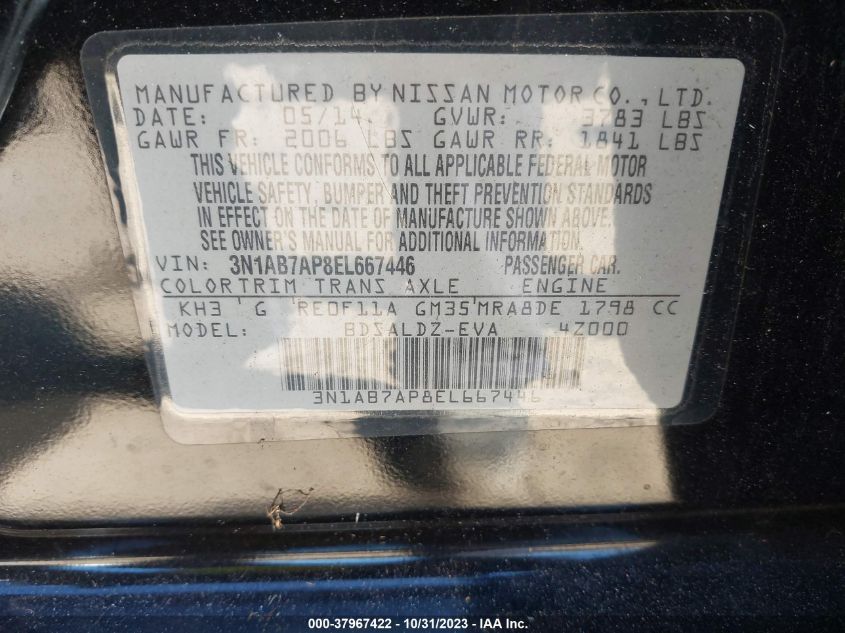 MANUFACTURED BY NISSAN MOTOR CO., LTD.
DATE: 05/14 GVWR: 3783 LBS
GAWR FR: 2006 LBS GAWR RR: 1841 LBS
THIS VEHICLE CONFORMS TO ALL APPLICABLE FEDERAL MOTOR
VEHICLE SAFETY, BUMPER AND THEFT PREVENTION STANDARDS
IN EFFECT ON THE DATE OF MANUFACTURE SHOWN ABOVE.
SEE OWNER'S MANUAL FOR ADDITIONAL INFORMATION.
VIN: 3N1AB7AP8EL667446 PASSENGER CAR.
COLOR TRIM TRANS AXLE ENGINE
KH3 G RE0F11A GM35 MRA8DE 1798 CC
MODEL: BDSALDZ-EVA 4Z000
3N1AB7AP8EL667446
000-37967422 - 10/31/2023 - IAA Inc.